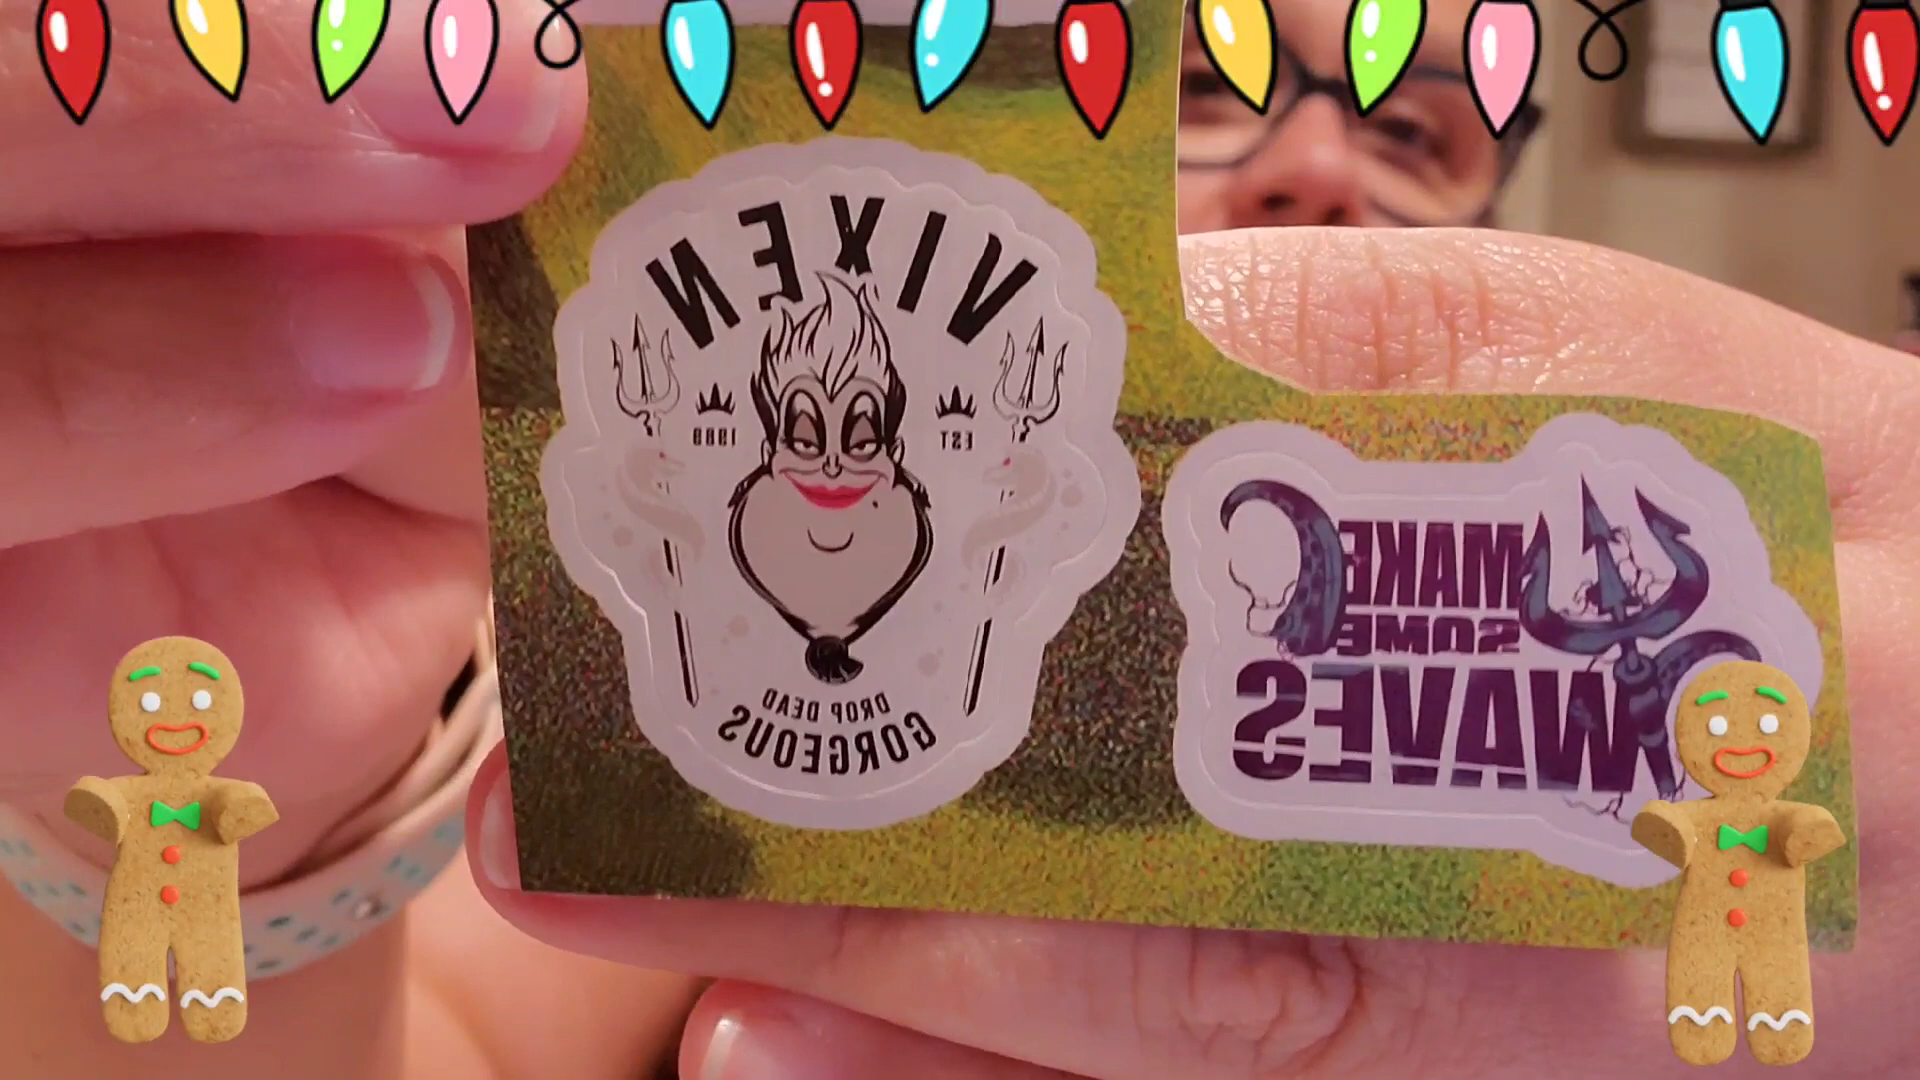 VIXEN
EST 1989
DROP DEAD
GORGEOUS
MAKE
SOME
WAVES